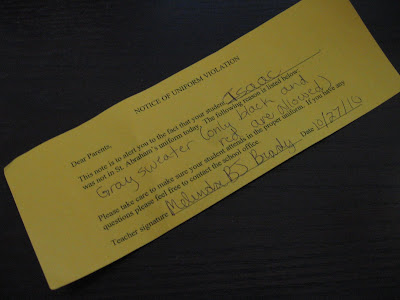 NOTICE OF UNIFORM VIOLATION
Dear Parents,
This note is to alert you to the fact that your student Isaac
was not in St. Abraham's uniform today. The following reason is listed below
Gray sweater (only black and
red are allowed)
Please take care to make sure your student attends in the proper uniform. If you have any
questions please feel free to contact the school office.
Teacher signature Melinda BJ Brady Date 10/27/10